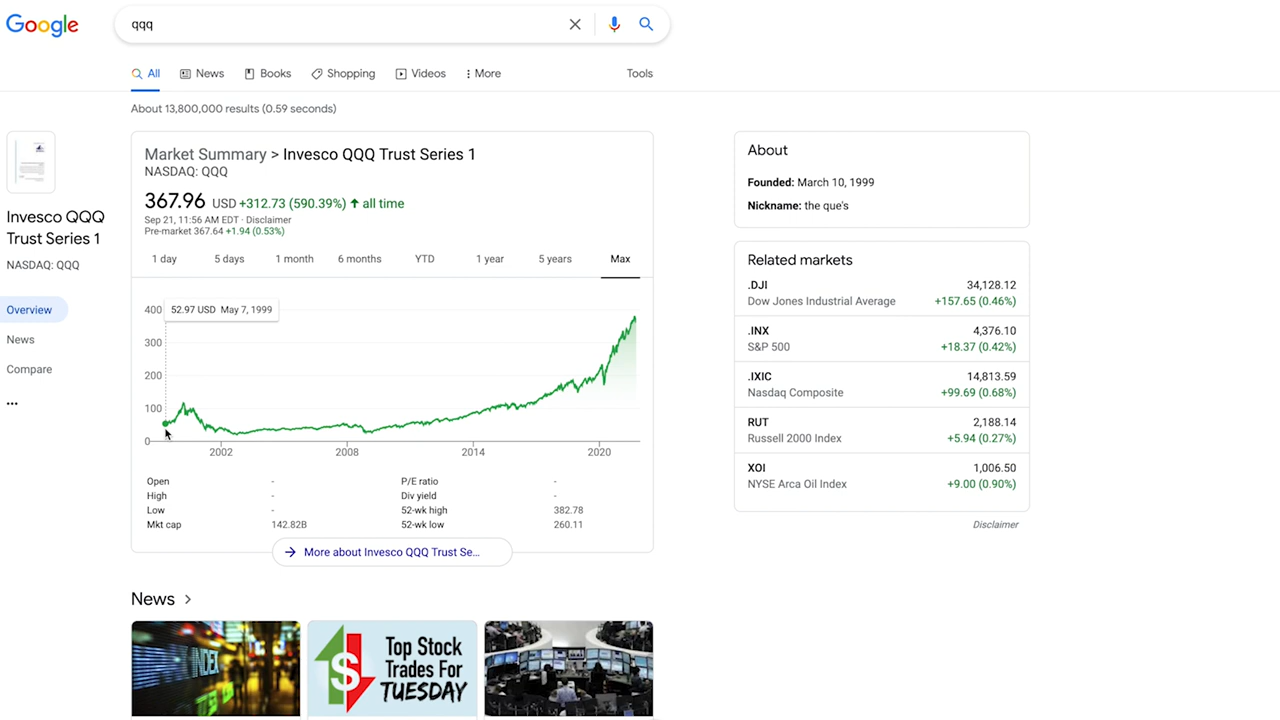 Google
qqq
All News Books Shopping Videos More Tools
About 13,800,000 results (0.59 seconds)
Invesco QQQ
Trust Series 1
NASDAQ: QQQ
Overview
News
Compare
Market Summary > Invesco QQQ Trust Series 1
NASDAQ: QQQ
367.96 USD +312.73 (590.39%) ↑ all time
Sep 21, 11:56 AM EDT · Disclaimer
Pre-market 367.64 +1.94 (0.53%)
1 day 5 days 1 month 6 months YTD 1 year 5 years Max
52.97 USD May 7, 1999
400
300
200
100
0
2002 2008 2014 2020
Open - P/E ratio -
High - Div yield -
Low - 52-wk high 382.78
Mkt cap 142.82B 52-wk low 260.11
More about Invesco QQQ Trust Se...
News >
INDEX
$
Top Stock
Trades For
TUESDAY
About
Founded: March 10, 1999
Nickname: the que's
Related markets
.DJI 34,128.12
Dow Jones Industrial Average +157.65 (0.46%)
.INX 4,376.10
S&P 500 +18.37 (0.42%)
.IXIC 14,813.59
Nasdaq Composite +99.69 (0.68%)
RUT 2,188.14
Russell 2000 Index +5.94 (0.27%)
XOI 1,006.50
NYSE Arca Oil Index +9.00 (0.90%)
Disclaimer